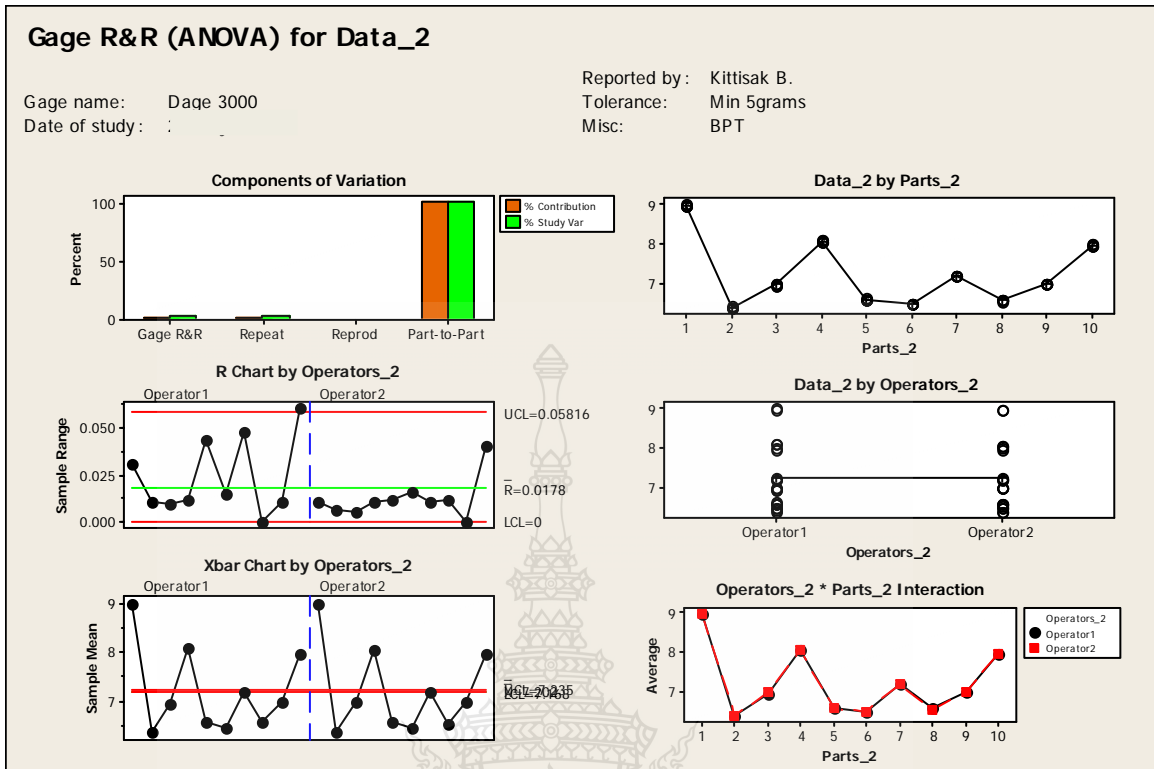 Gage R&R (ANOVA) for Data_2
Reported by: Kittisak B.
Gage name: Dage 3000
Tolerance: Min 5grams
Date of study:
Misc: BPT
Components of Variation
100
50
0
Percent
Gage R&R Repeat Reprod Part-to-Part
% Contribution
% Study Var
Data_2 by Parts_2
9
8
7
1 2 3 4 5 6 7 8 9 10
Parts_2
R Chart by Operators_2
Operator1 Operator2
0.050
0.025
0.000
Sample Range
UCL=0.05816
R=0.0178
LCL=0
Data_2 by Operators_2
9
8
7
Operator1 Operator2
Operators_2
Xbar Chart by Operators_2
Operator1 Operator2
9
8
7
Sample Mean
Operators_2 * Parts_2 Interaction
9
8
7
Average
1 2 3 4 5 6 7 8 9 10
Parts_2
Operators_2
Operator1
Operator2